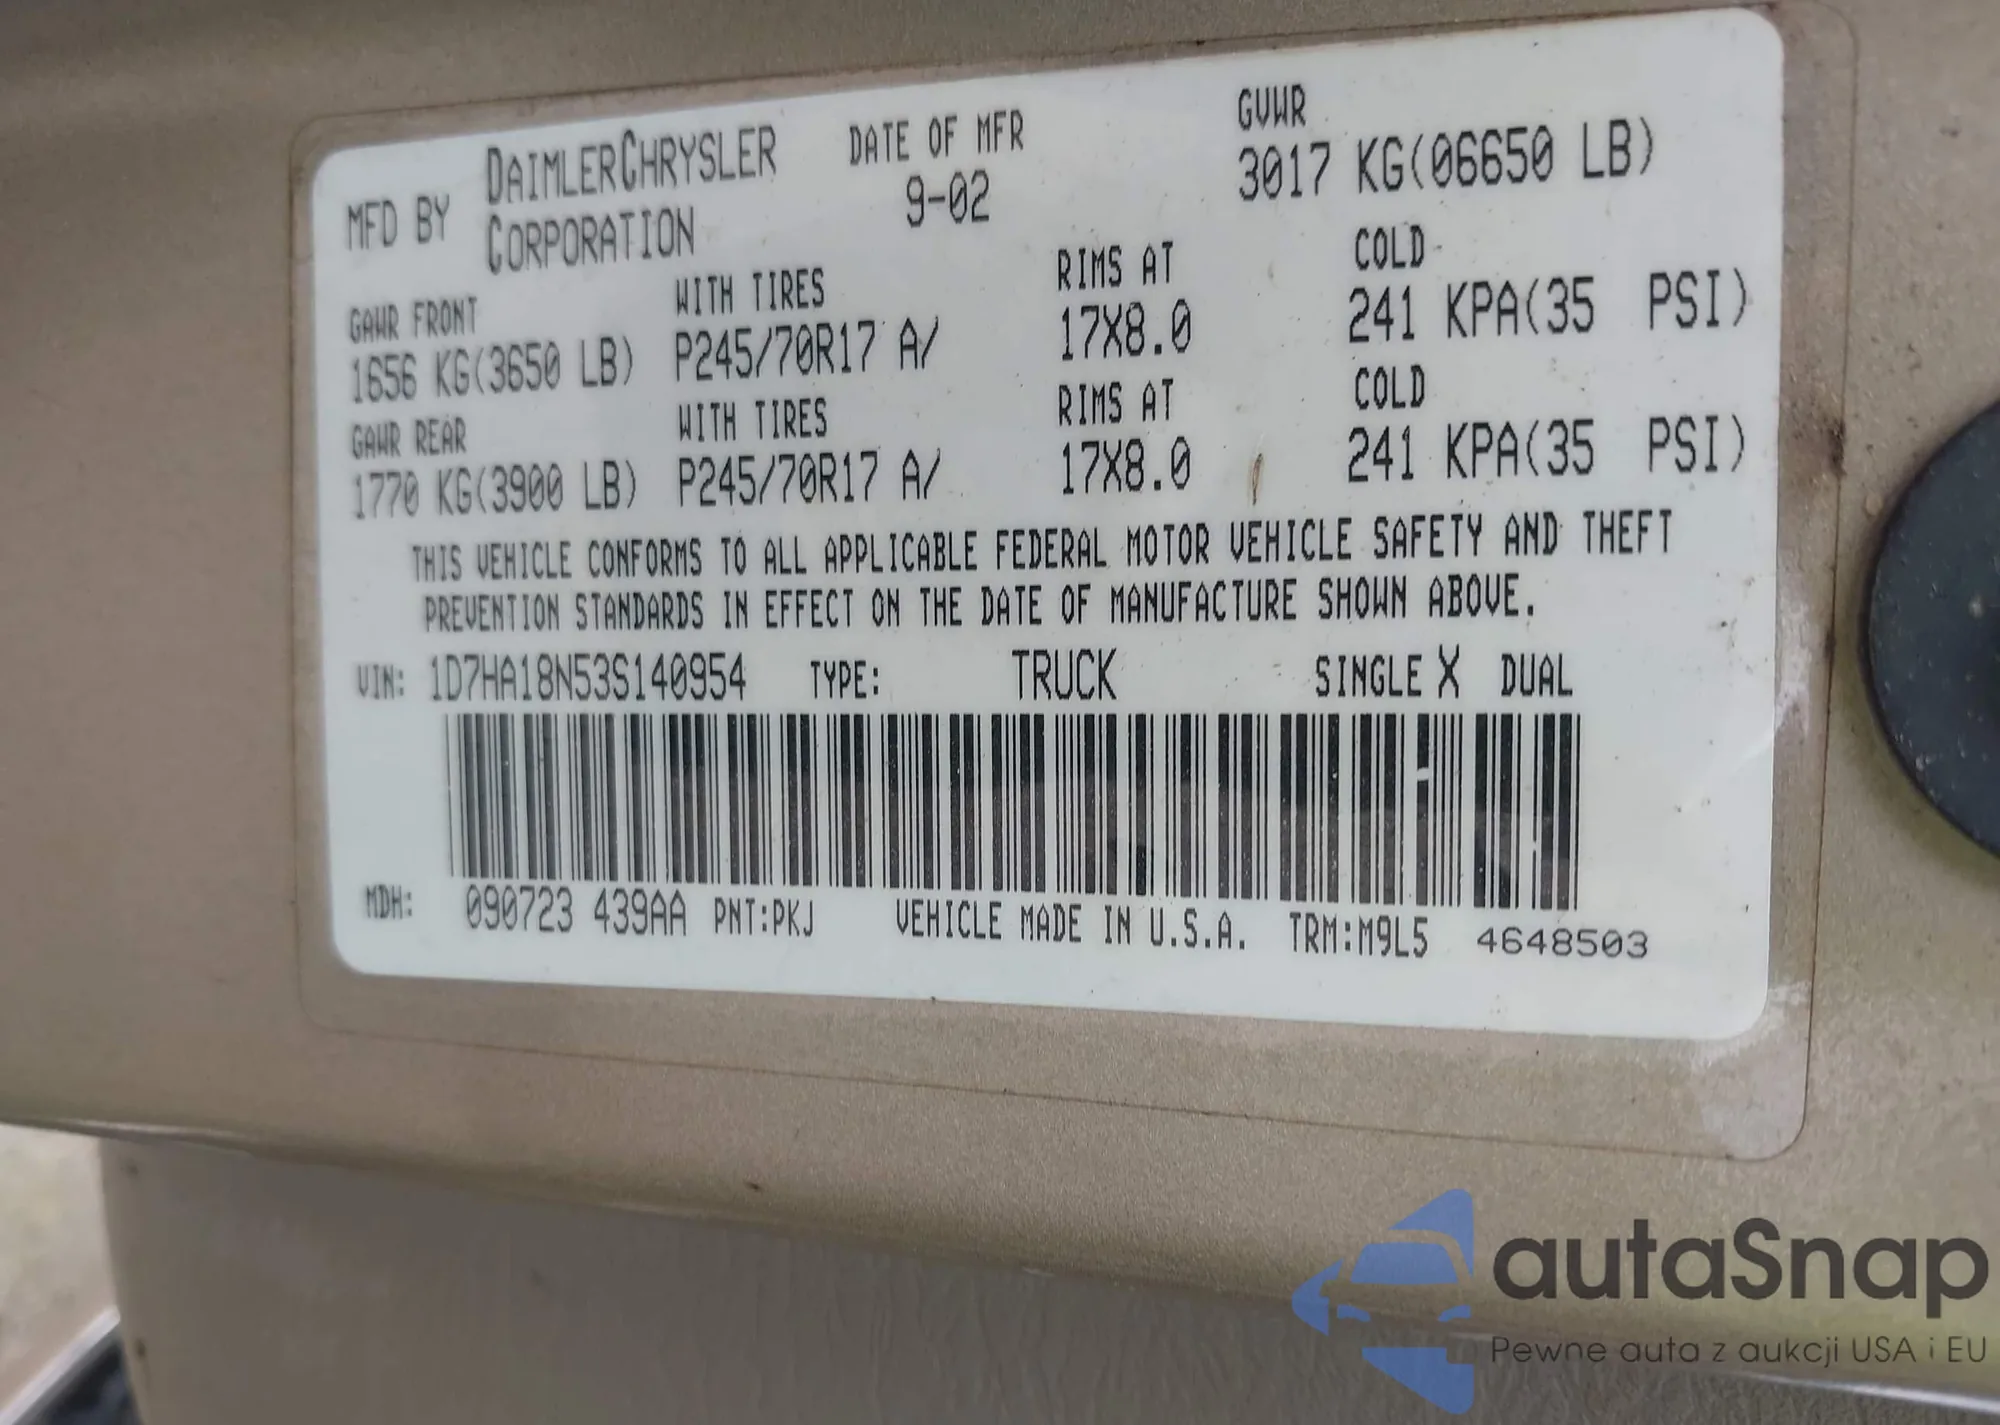 MFD BY DAIMLERCHRYSLER CORPORATION DATE OF MFR 9-02 GVWR 3017 KG(06650 LB)
GAWR FRONT WITH TIRES RIMS AT COLD
1656 KG(3650 LB) P245/70R17 A/ 17X8.0 241 KPA(35 PSI)
GAWR REAR WITH TIRES RIMS AT COLD
1770 KG(3900 LB) P245/70R17 A/ 17X8.0 241 KPA(35 PSI)
THIS VEHICLE CONFORMS TO ALL APPLICABLE FEDERAL MOTOR VEHICLE SAFETY AND THEFT
PREVENTION STANDARDS IN EFFECT ON THE DATE OF MANUFACTURE SHOWN ABOVE.
VIN: 1D7HA18N53S140954 TYPE: TRUCK SINGLE X DUAL
MDH: 090723 439AA PNT:PKJ VEHICLE MADE IN U.S.A. TRM:M9L5 4648503
autaSnap
Pewne auta z aukcji USA i EU